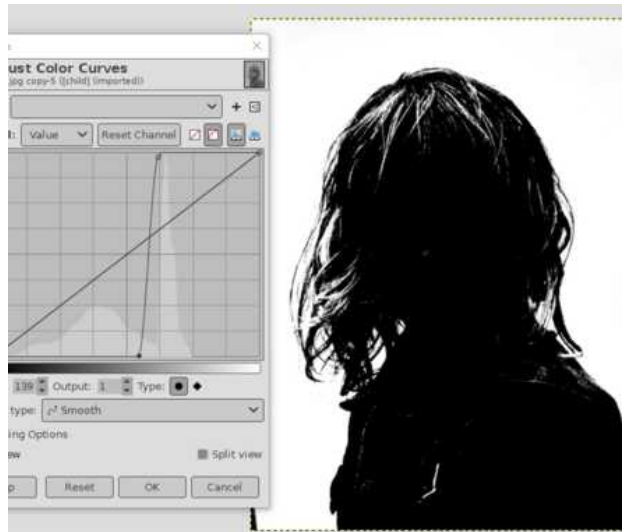 ust Color Curves
.jpg copy-5 ([child] (imported))
l: Value Reset Channel
139 Output: 1 Type:
type: Smooth
ing Options
ew Split view
p Reset OK Cancel